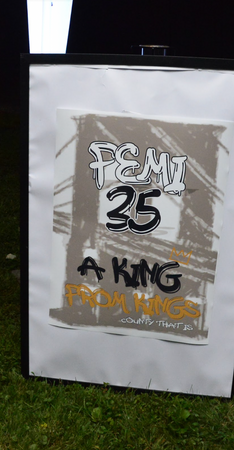 FEMI
35
A KING
FROM KINGS
COUNTY THAT IS